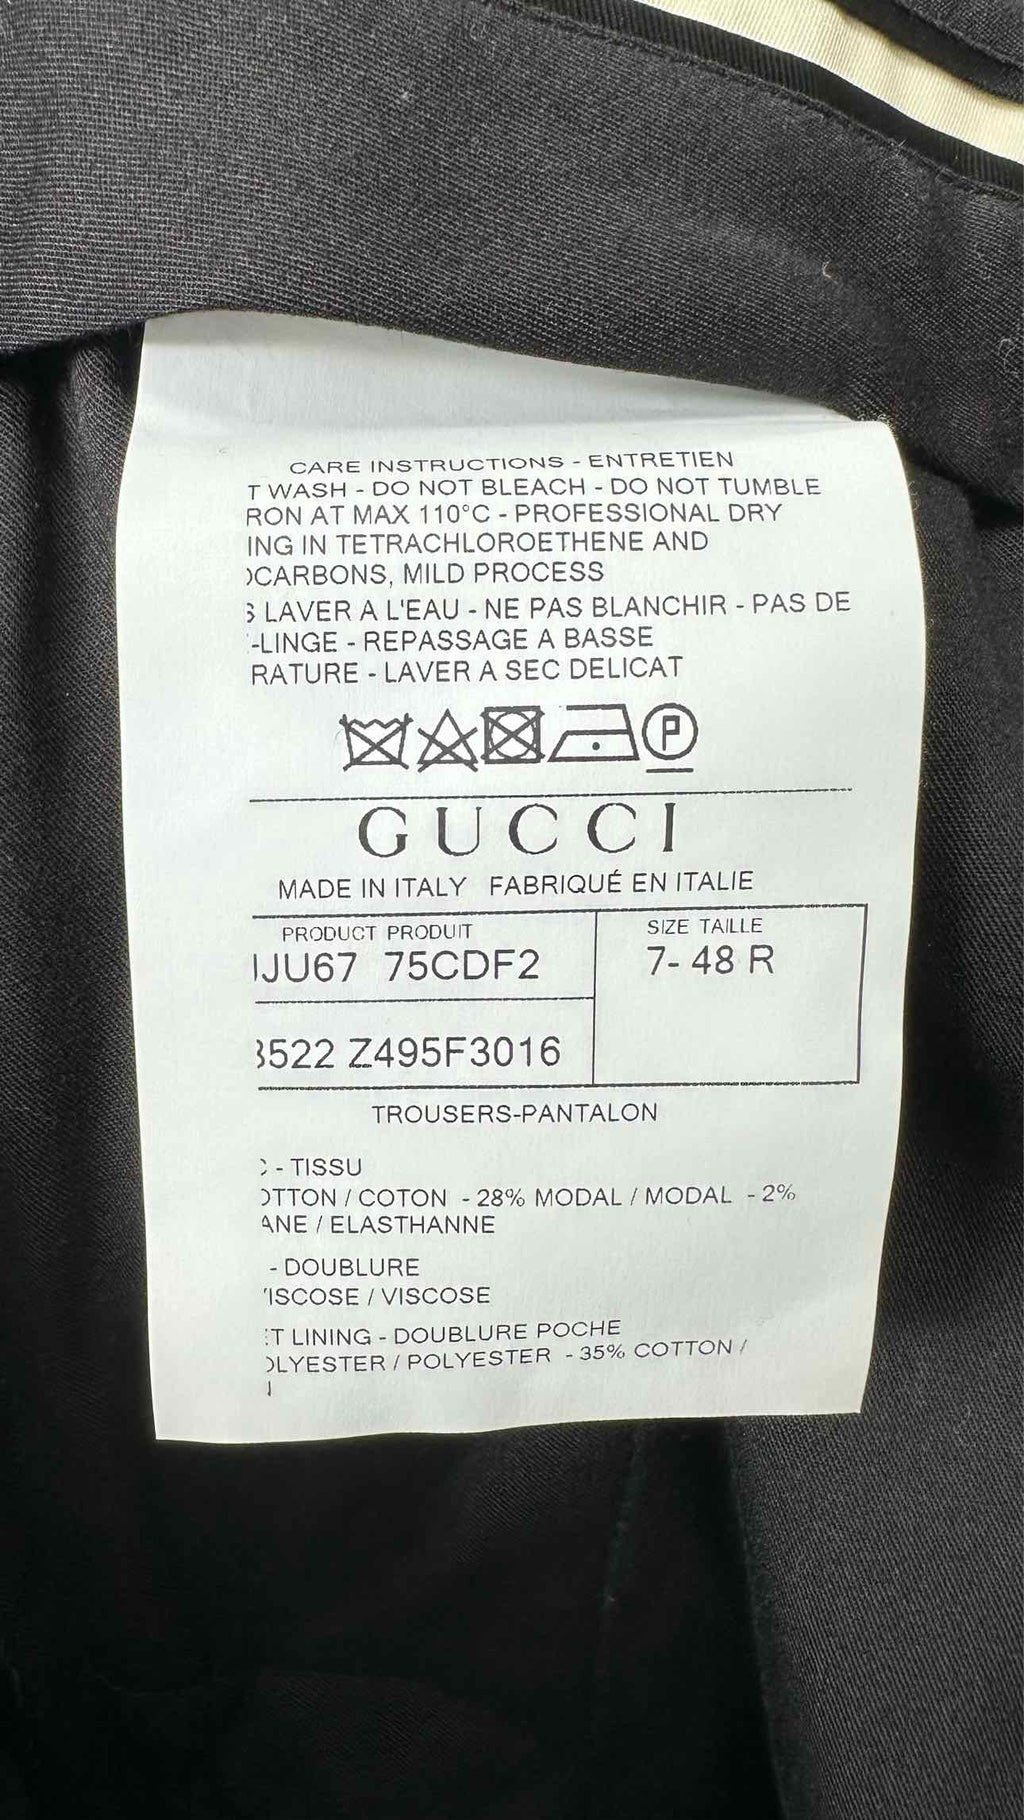 CARE INSTRUCTIONS - ENTRETIEN
T WASH - DO NOT BLEACH - DO NOT TUMBLE
RON AT MAX 110°C - PROFESSIONAL DRY
ING IN TETRACHLOROETHENE AND
OCARBONS, MILD PROCESS
S LAVER A L'EAU - NE PAS BLANCHIR - PAS DE
-LINGE - REPASSAGE A BASSE
RATURE - LAVER A SEC DELICAT
P
GUCCI
MADE IN ITALY FABRIQUÉ EN ITALIE
PRODUCT PRODUIT
SIZE TAILLE
JU67 75CDF2
7- 48 R
3522 Z495F3016
TROUSERS-PANTALON
- TISSU
OTTON / COTON - 28% MODAL / MODAL - 2%
ANE / ELASTHANNE
- DOUBLURE
VISCOSE / VISCOSE
ET LINING - DOUBLURE POCHE
OLYESTER / POLYESTER - 35% COTTON /